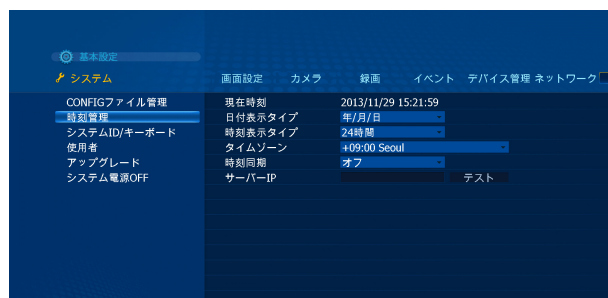 基本設定
システム 画面設定 カメラ 録画 イベント デバイス管理 ネットワーク
CONFIGファイル管理 現在時刻 2013/11/29 15:21:59
時刻管理 日付表示タイプ 年/月/日
システムID/キーボード 時刻表示タイプ 24時間
使用者 タイムゾーン +09:00 Seoul
アップグレード 時刻同期 オフ
システム電源OFF サーバーIP テスト